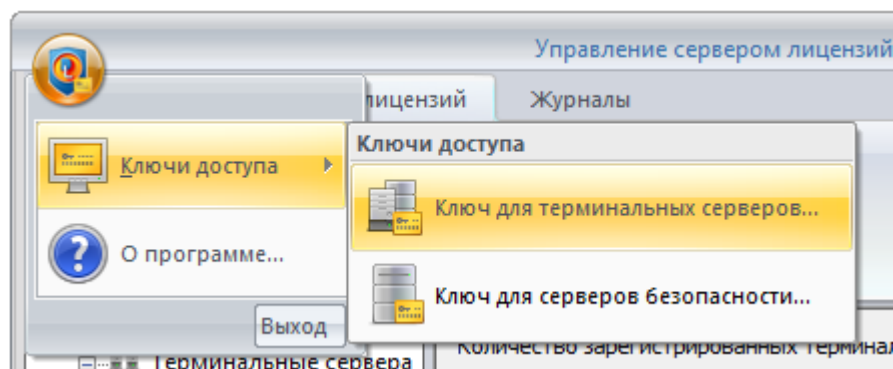 Управление сервером лицензий
лицензий
Журналы
Ключи доступа
О программе...
Выход
Ключи доступа
Ключ для терминальных серверов...
Ключ для серверов безопасности...
Терминальные сервера
Количество зарегистрированных